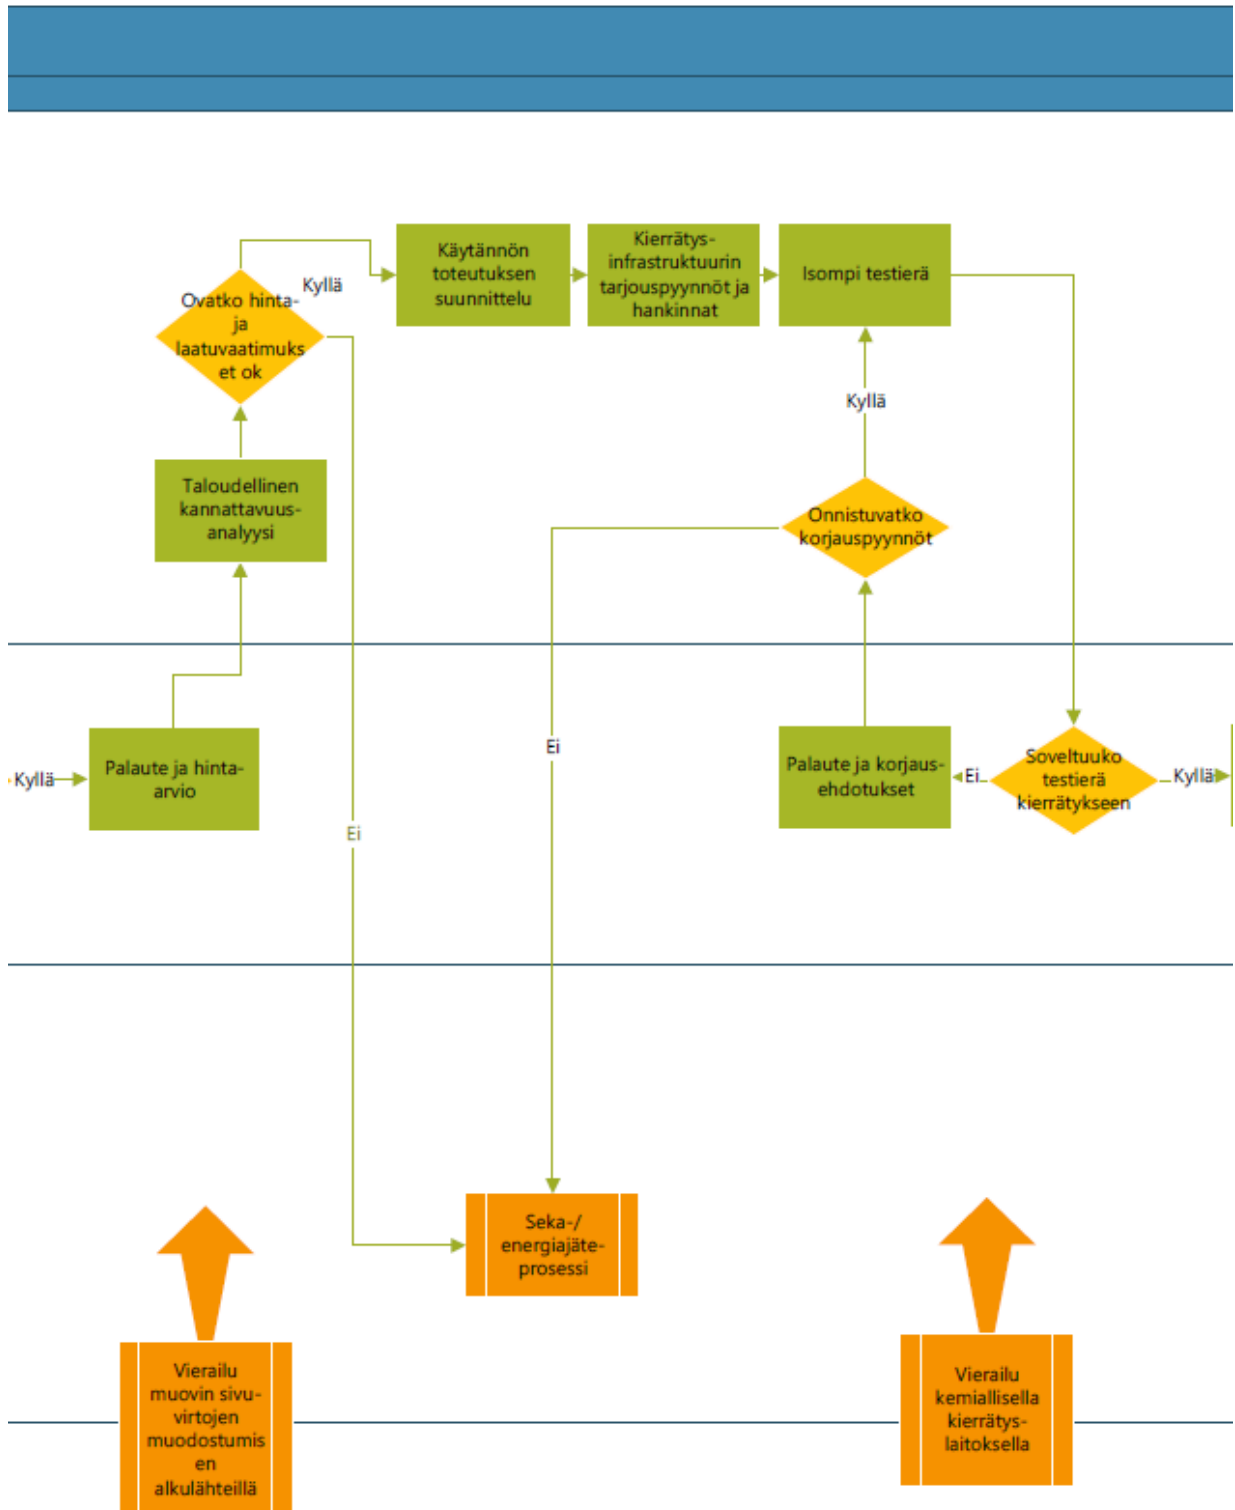 Käytännön
toteutuksen
suunnittelu
Kierrätys-
infrastruktuurin
tarjouspyynnöt ja
hankinnat
Isompi testierä
Kyllä
Ovatko hinta-
ja
laatuvaatimuks
et ok
Kyllä
Taloudellinen
kannattavuus-
analyysi
Onnistuvatko
korjauspyynnöt
Kyllä
Palaute ja hinta-
arvio
Ei
Ei
Palaute ja korjaus-
ehdotukset
Ei
Soveltuuko
testierä
kierrätykseen
Kyllä
Seka-/
energiajäte-
prosessi
Vierailu
muovin sivu-
virtojen
muodostumis
en
alkulähteillä
Vierailu
kemiallisella
kierrätys-
laitoksella